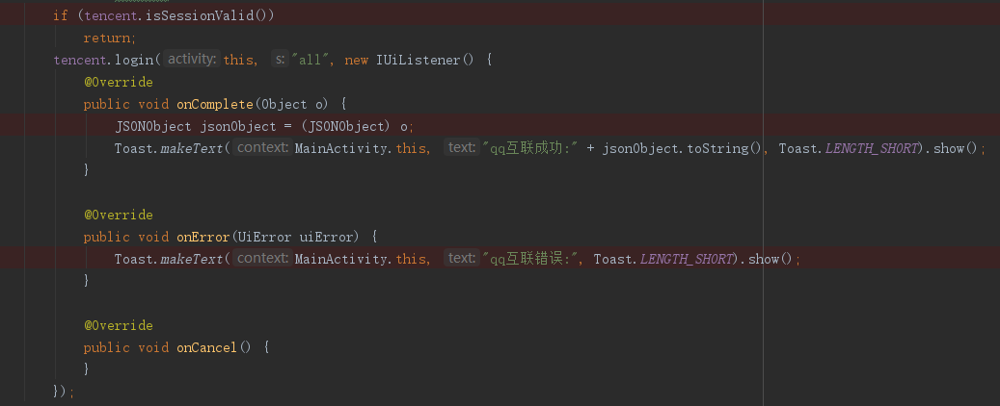 if (tencent.isSessionValid())
return;
tencent.login(activity: this, s: "all", new IUiListener() {
@Override
public void onComplete(Object o) {
JSONObject jsonObject = (JSONObject) o;
Toast.makeText(context: MainActivity.this, text: "qq互联成功:" + jsonObject.toString(), Toast.LENGTH_SHORT).show();
}
@Override
public void onError(UiError uiError) {
Toast.makeText(context: MainActivity.this, text: "qq互联错误:", Toast.LENGTH_SHORT).show();
}
@Override
public void onCancel() {
}
});